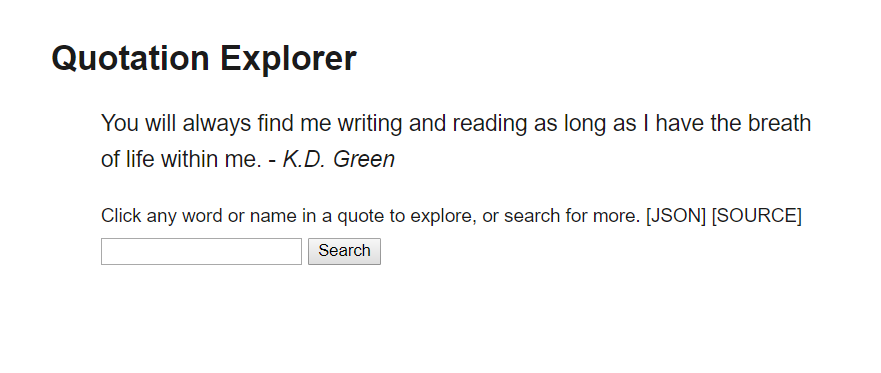 Quotation Explorer
You will always find me writing and reading as long as I have the breath
of life within me. - K.D. Green
Click any word or name in a quote to explore, or search for more. [JSON] [SOURCE]
Search